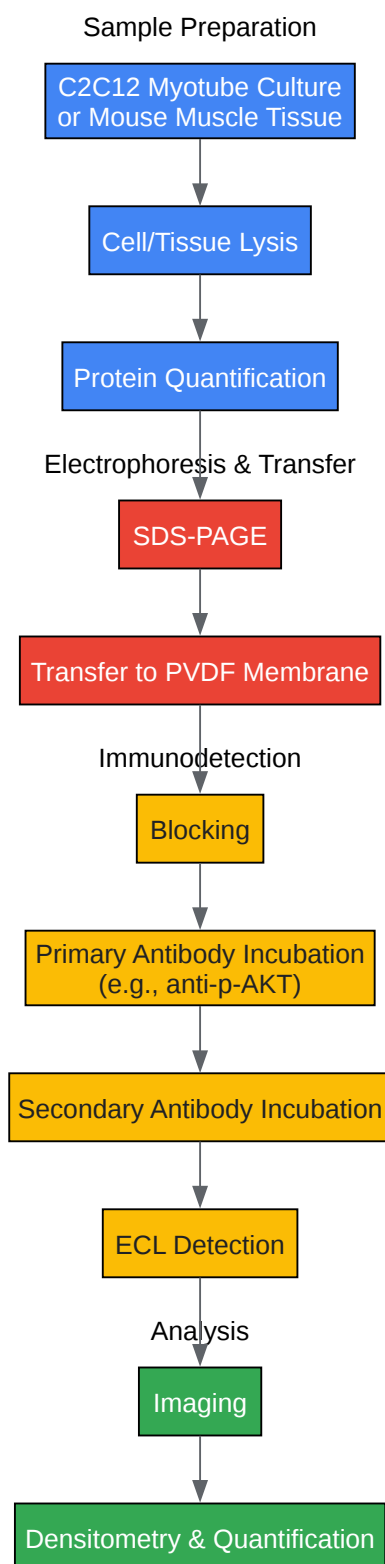 Sample Preparation
C2C12 Myotube Culture
or Mouse Muscle Tissue
Cell/Tissue Lysis
Protein Quantification
Electrophoresis & Transfer
SDS-PAGE
Transfer to PVDF Membrane
Immunodetection
Blocking
Primary Antibody Incubation
(e.g., anti-p-AKT)
Secondary Antibody Incubation
ECL Detection
Analysis
Imaging
Densitometry & Quantification